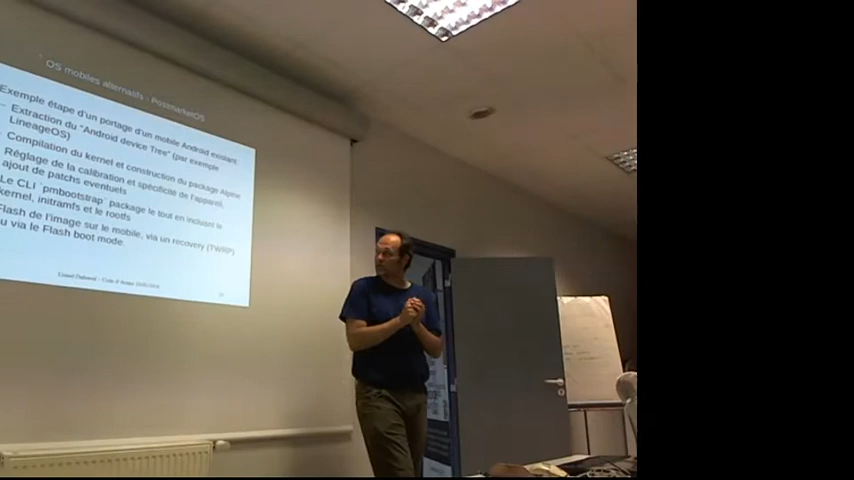 OS mobiles alternatifs - PostmarketOS
Exemple étape d'un portage d'un mobile Android existant
– Extraction du "Android device Tree" (par exemple
LineageOS)
Compilation du kernel et construction du package Alpine
Réglage de la calibration et spécificité de l'appareil,
ajout de patchs éventuels
Le CLI `pmbootstrap` package le tout en incluant le
kernel, initramfs et le rootfs
Flash de l'image sur le mobile, via un recovery (TWRP)
ou via le Flash boot mode.